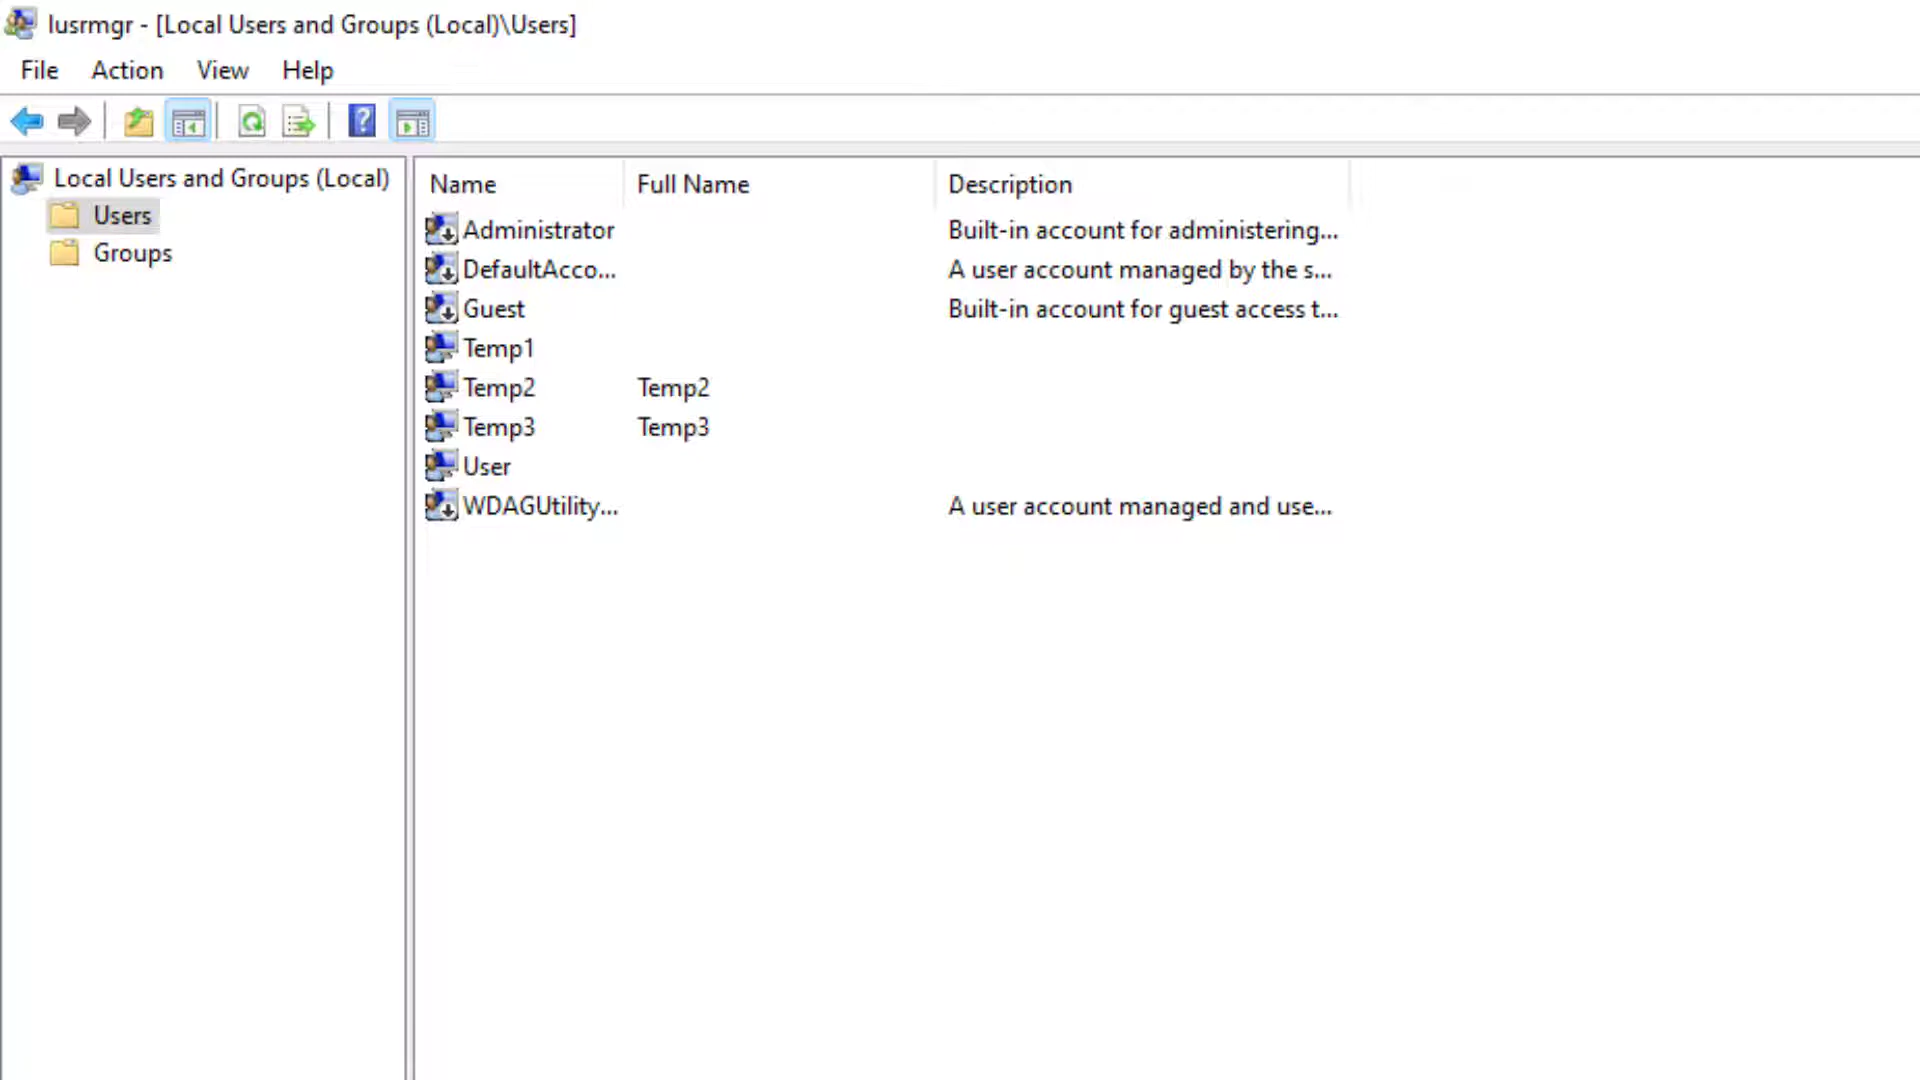 lusrmgr - [Local Users and Groups (Local)\Users]
File Action View Help
Local Users and Groups (Local)
Users
Groups
Name Full Name Description
Administrator Built-in account for administering...
DefaultAcco... A user account managed by the s...
Guest Built-in account for guest access t...
Temp1
Temp2 Temp2
Temp3 Temp3
User
WDAGUtility... A user account managed and use...